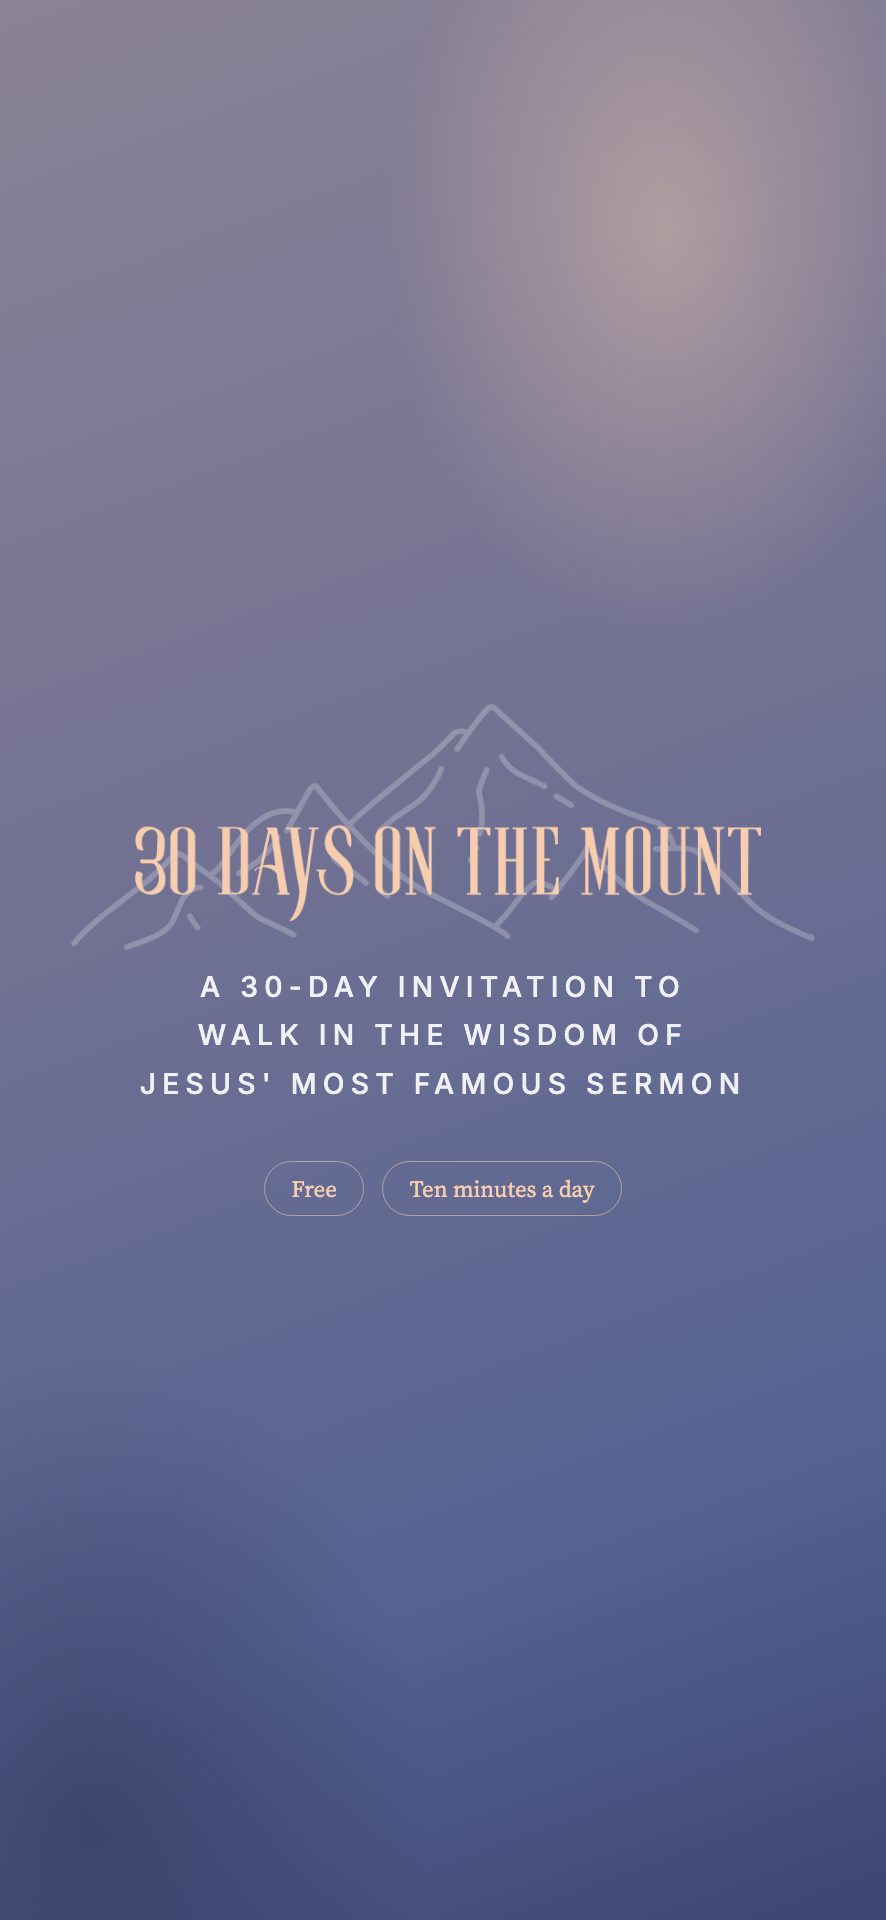 30 DAYS ON THE MOUNT
A 30-DAY INVITATION TO
WALK IN THE WISDOM OF
JESUS' MOST FAMOUS SERMON
Free
Ten minutes a day